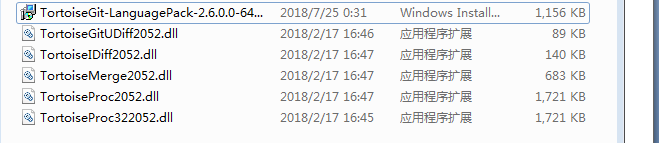 TortoiseGit-LanguagePack-2.6.0.0-64... 2018/7/25 0:31 Windows Install... 1,156 KB
TortoiseGitUDiff2052.dll 2018/2/17 16:46 应用程序扩展 89 KB
TortoiseIDiff2052.dll 2018/2/17 16:47 应用程序扩展 140 KB
TortoiseMerge2052.dll 2018/2/17 16:47 应用程序扩展 683 KB
TortoiseProc2052.dll 2018/2/17 16:47 应用程序扩展 1,721 KB
TortoiseProc322052.dll 2018/2/17 16:45 应用程序扩展 1,721 KB